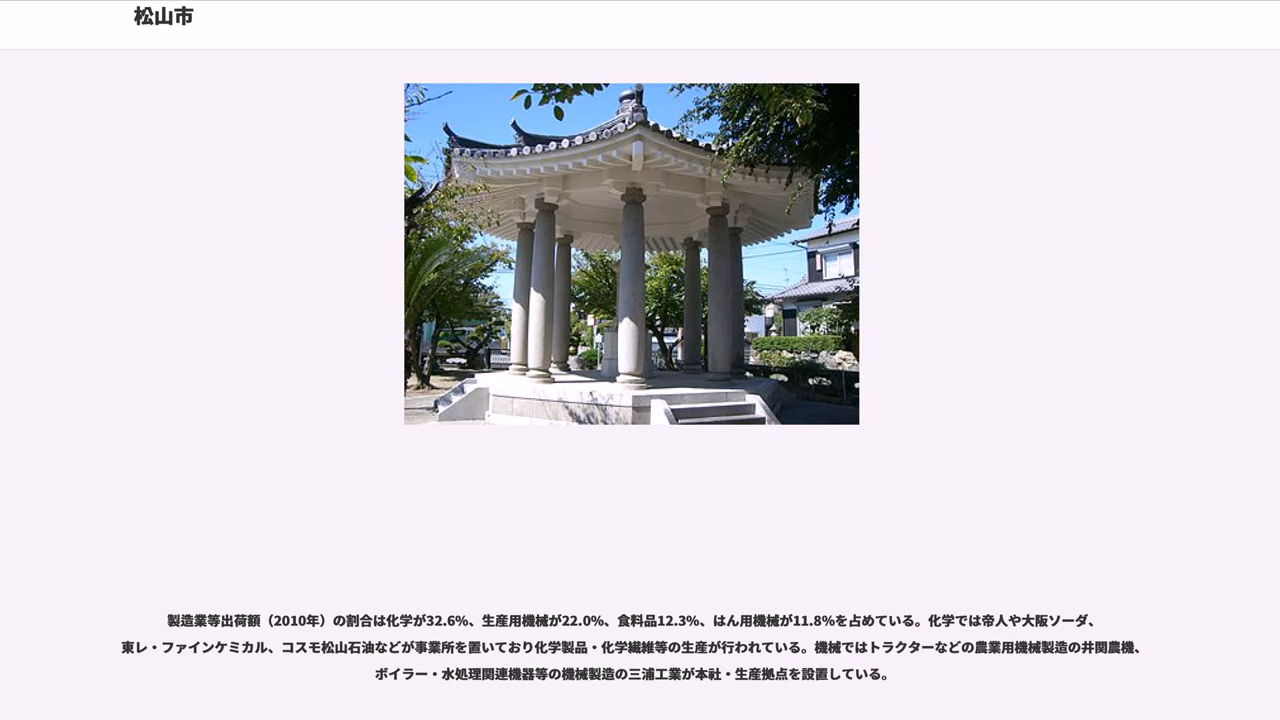 松山市
製造業等出荷額（2010年）の割合は化学が32.6%、生産用機械が22.0%、食料品12.3%、はん用機械が11.8%を占めている。化学では帝人や大阪ソーダ、
東レ・ファインケミカル、コスモ松山石油などが事業所を置いており化学製品・化学繊維等の生産が行われている。機械ではトラクターなどの農業用機械製造の井関農機、
ボイラー・水処理関連機器等の機械製造の三浦工業が本社・生産拠点を設置している。